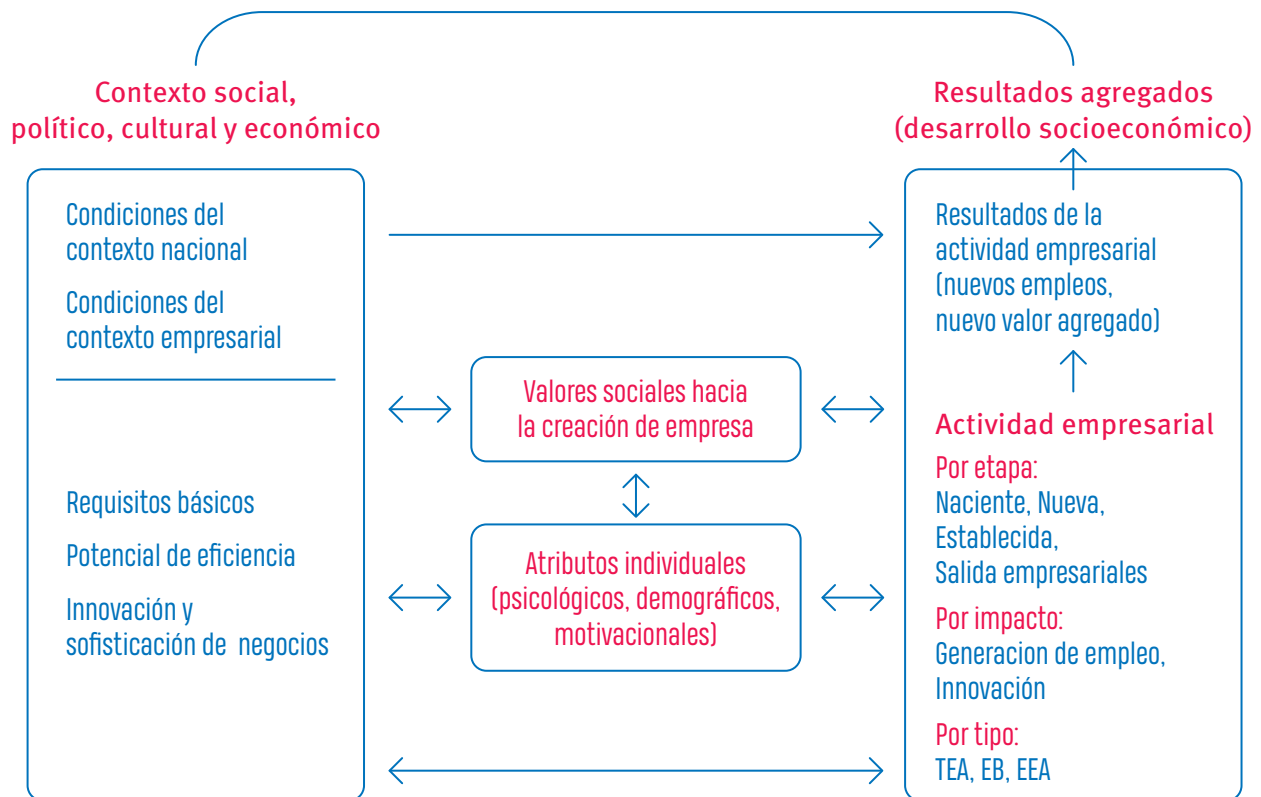 Contexto social,
político, cultural y económico
Condiciones del
contexto nacional
Condiciones del
contexto empresarial
Requisitos básicos
Potencial de eficiencia
Innovación y
sofisticación de negocios
Valores sociales hacia
la creación de empresa
Atributos individuales
(psicológicos, demográficos,
motivacionales)
Resultados agregados
(desarrollo socioeconómico)
Resultados de la
actividad empresarial
(nuevos empleos,
nuevo valor agregado)
Actividad empresarial
Por etapa:
Naciente, Nueva,
Establecida,
Salida empresariales
Por impacto:
Generacion de empleo,
Innovación
Por tipo:
TEA, EB, EEA